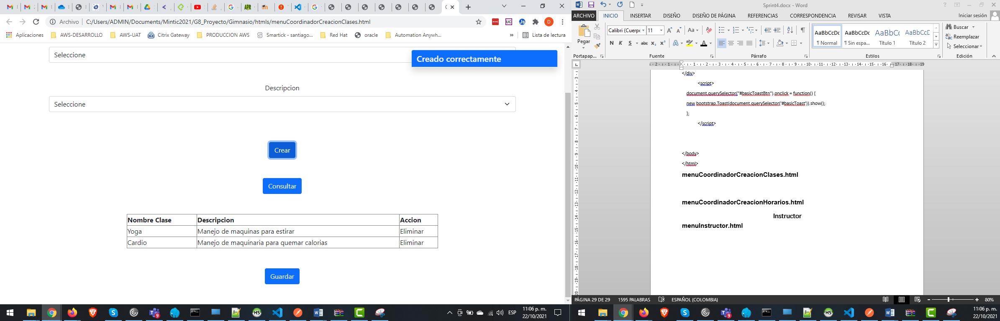 Archivo C:/Users/ADMIN/Documents/Mintic2021/G8_Proyecto/Gimnasio/htmls/menuCoordinadorCreacionClases.html
Aplicaciones AWS-DESARROLLO AWS-UAT Citrix Gateway PRODUCCION AWS Smartick - santiago... Red Hat oracle Automation Anywh... » Lista de lectura
Seleccione
Creado correctamente
Descripcion
Seleccione
Crear
Consultar
Nombre Clase Descripcion Accion
Yoga Manejo de maquinas para estirar Eliminar
Cardio Manejo de maquinaria para quemar calorias Eliminar
Guardar
ESP 11:06 p. m.
22/10/2021
Sprint4.docx - Word
ARCHIVO INICIO INSERTAR DISEÑO DISEÑO DE PÁGINA REFERENCIAS CORRESPONDENCIA REVISAR VISTA Iniciar sesión
Pegar
Calibri (Cuerpo 11
N K S abc x₂ x²
AaBbCcDc AaBbCcDc AaBbCc AaBbCcC
¶ Normal ¶ Sin espa... Título 1 Título 2
Buscar
Reemplazar
Seleccionar
Portapap... Fuente Párrafo Estilos Edición
</div>
<script>
document.querySelector("#basicToastBtn").onclick = function() {
new bootstrap.Toast(document.querySelector('#basicToast')).show();
};
</script>
</body>
</html>
menuCoordinadorCreacionClases.html
menuCoordinadorCreacionHorarios.html
Instructor
menuInstructor.html
PÁGINA 29 DE 29 1595 PALABRAS ESPAÑOL (COLOMBIA) 80%
11:06 p. m.
22/10/2021